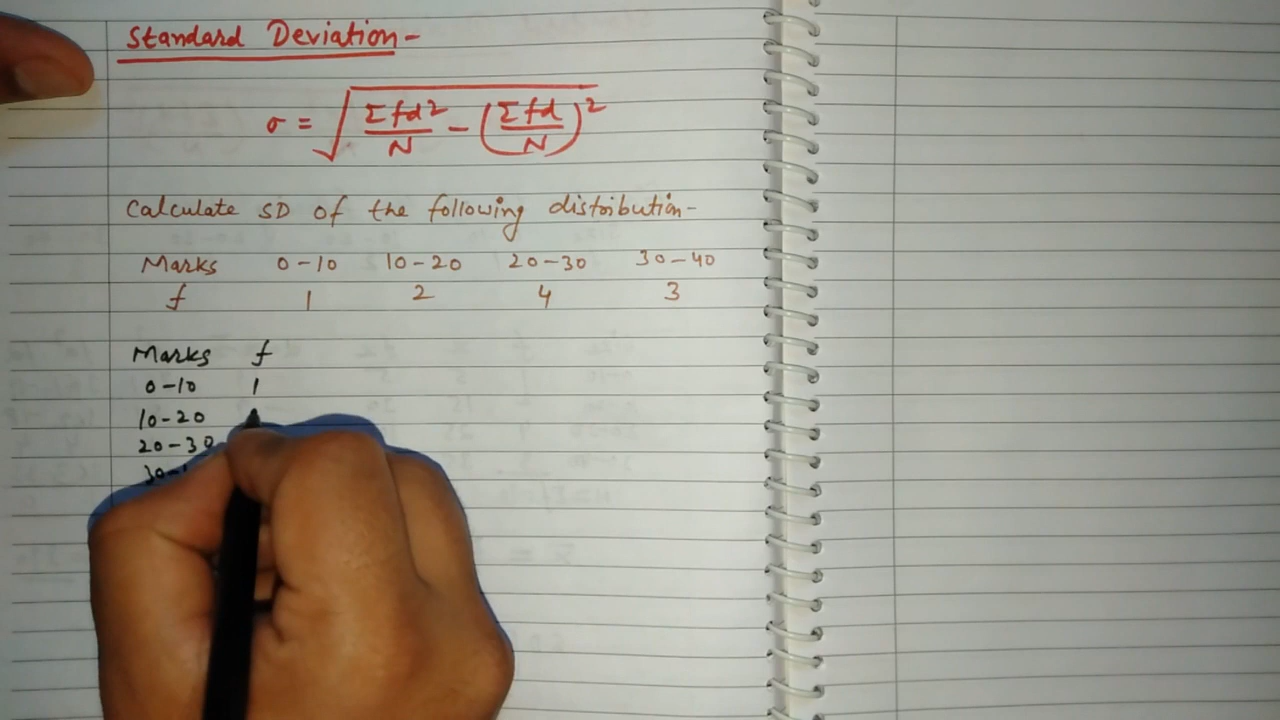 Standard Deviation -
σ = √(Σfd²/N - (Σfd/N)²)
Calculate SD of the following distribution -
Marks 0-10 10-20 20-30 30-40
f 1 2 4 3
Marks f
0-10 1
10-20
20-30